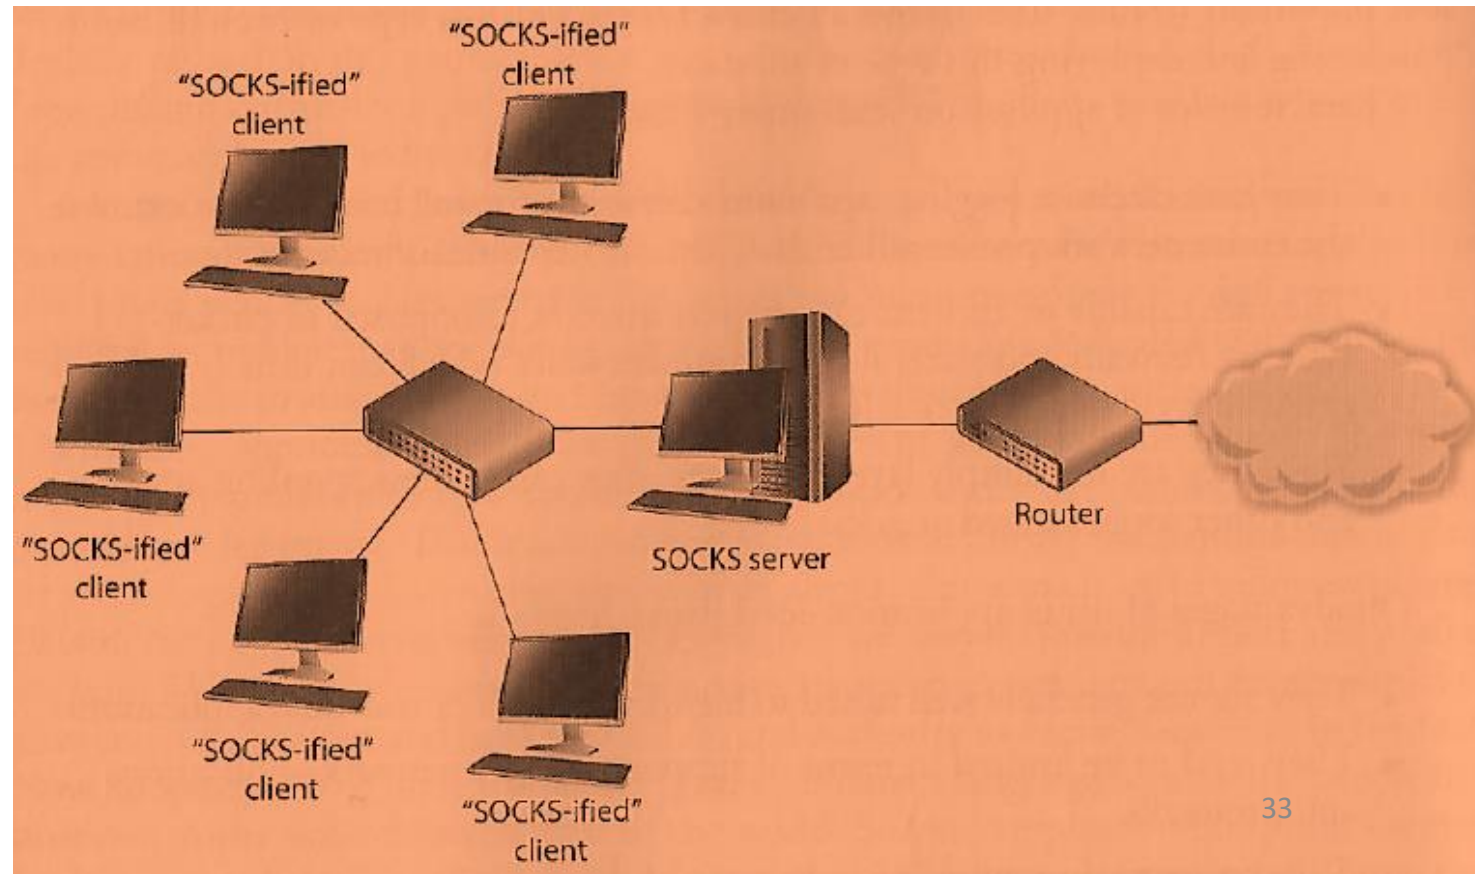 "SOCKS-ified"
client
"SOCKS-ified"
client
"SOCKS-ified"
client
"SOCKS-ified"
client
"SOCKS-ified"
client
SOCKS server
Router
33